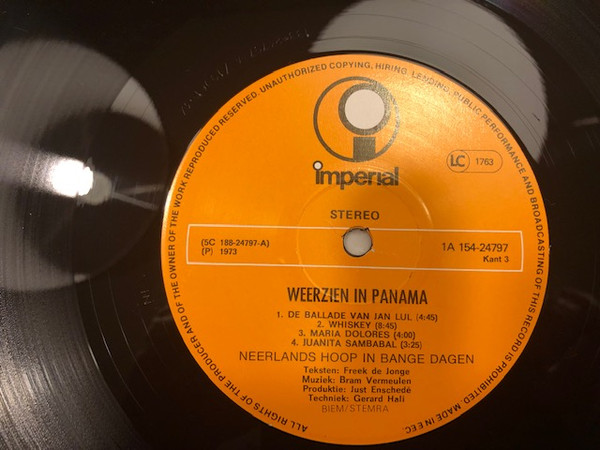 ALL RIGHTS OF THE PRODUCER AND OF THE OWNER OF THE WORK REPRODUCED RESERVED. UNAUTHORIZED COPYING, HIRING, LENDING, PUBLIC PERFORMANCE AND BROADCASTING OF THIS RECORD IS PROHIBITED. MADE IN EEC.
i
imperial
LC 1763
STEREO
(5C 188-24797-A)
(P) 1973
1A 154-24797
Kant 3
WEERZIEN IN PANAMA
1. DE BALLADE VAN JAN LUL (4:45)
2. WHISKEY (8:45)
3. MARIA DOLORES (4:00)
4. JUANITA SAMBABAL (3:25)
NEERLANDS HOOP IN BANGE DAGEN
Teksten: Freek de Jonge
Muziek: Bram Vermeulen
Produktie: Just Enschedé
Techniek: Gerard Hali
BIEM/STEMRA